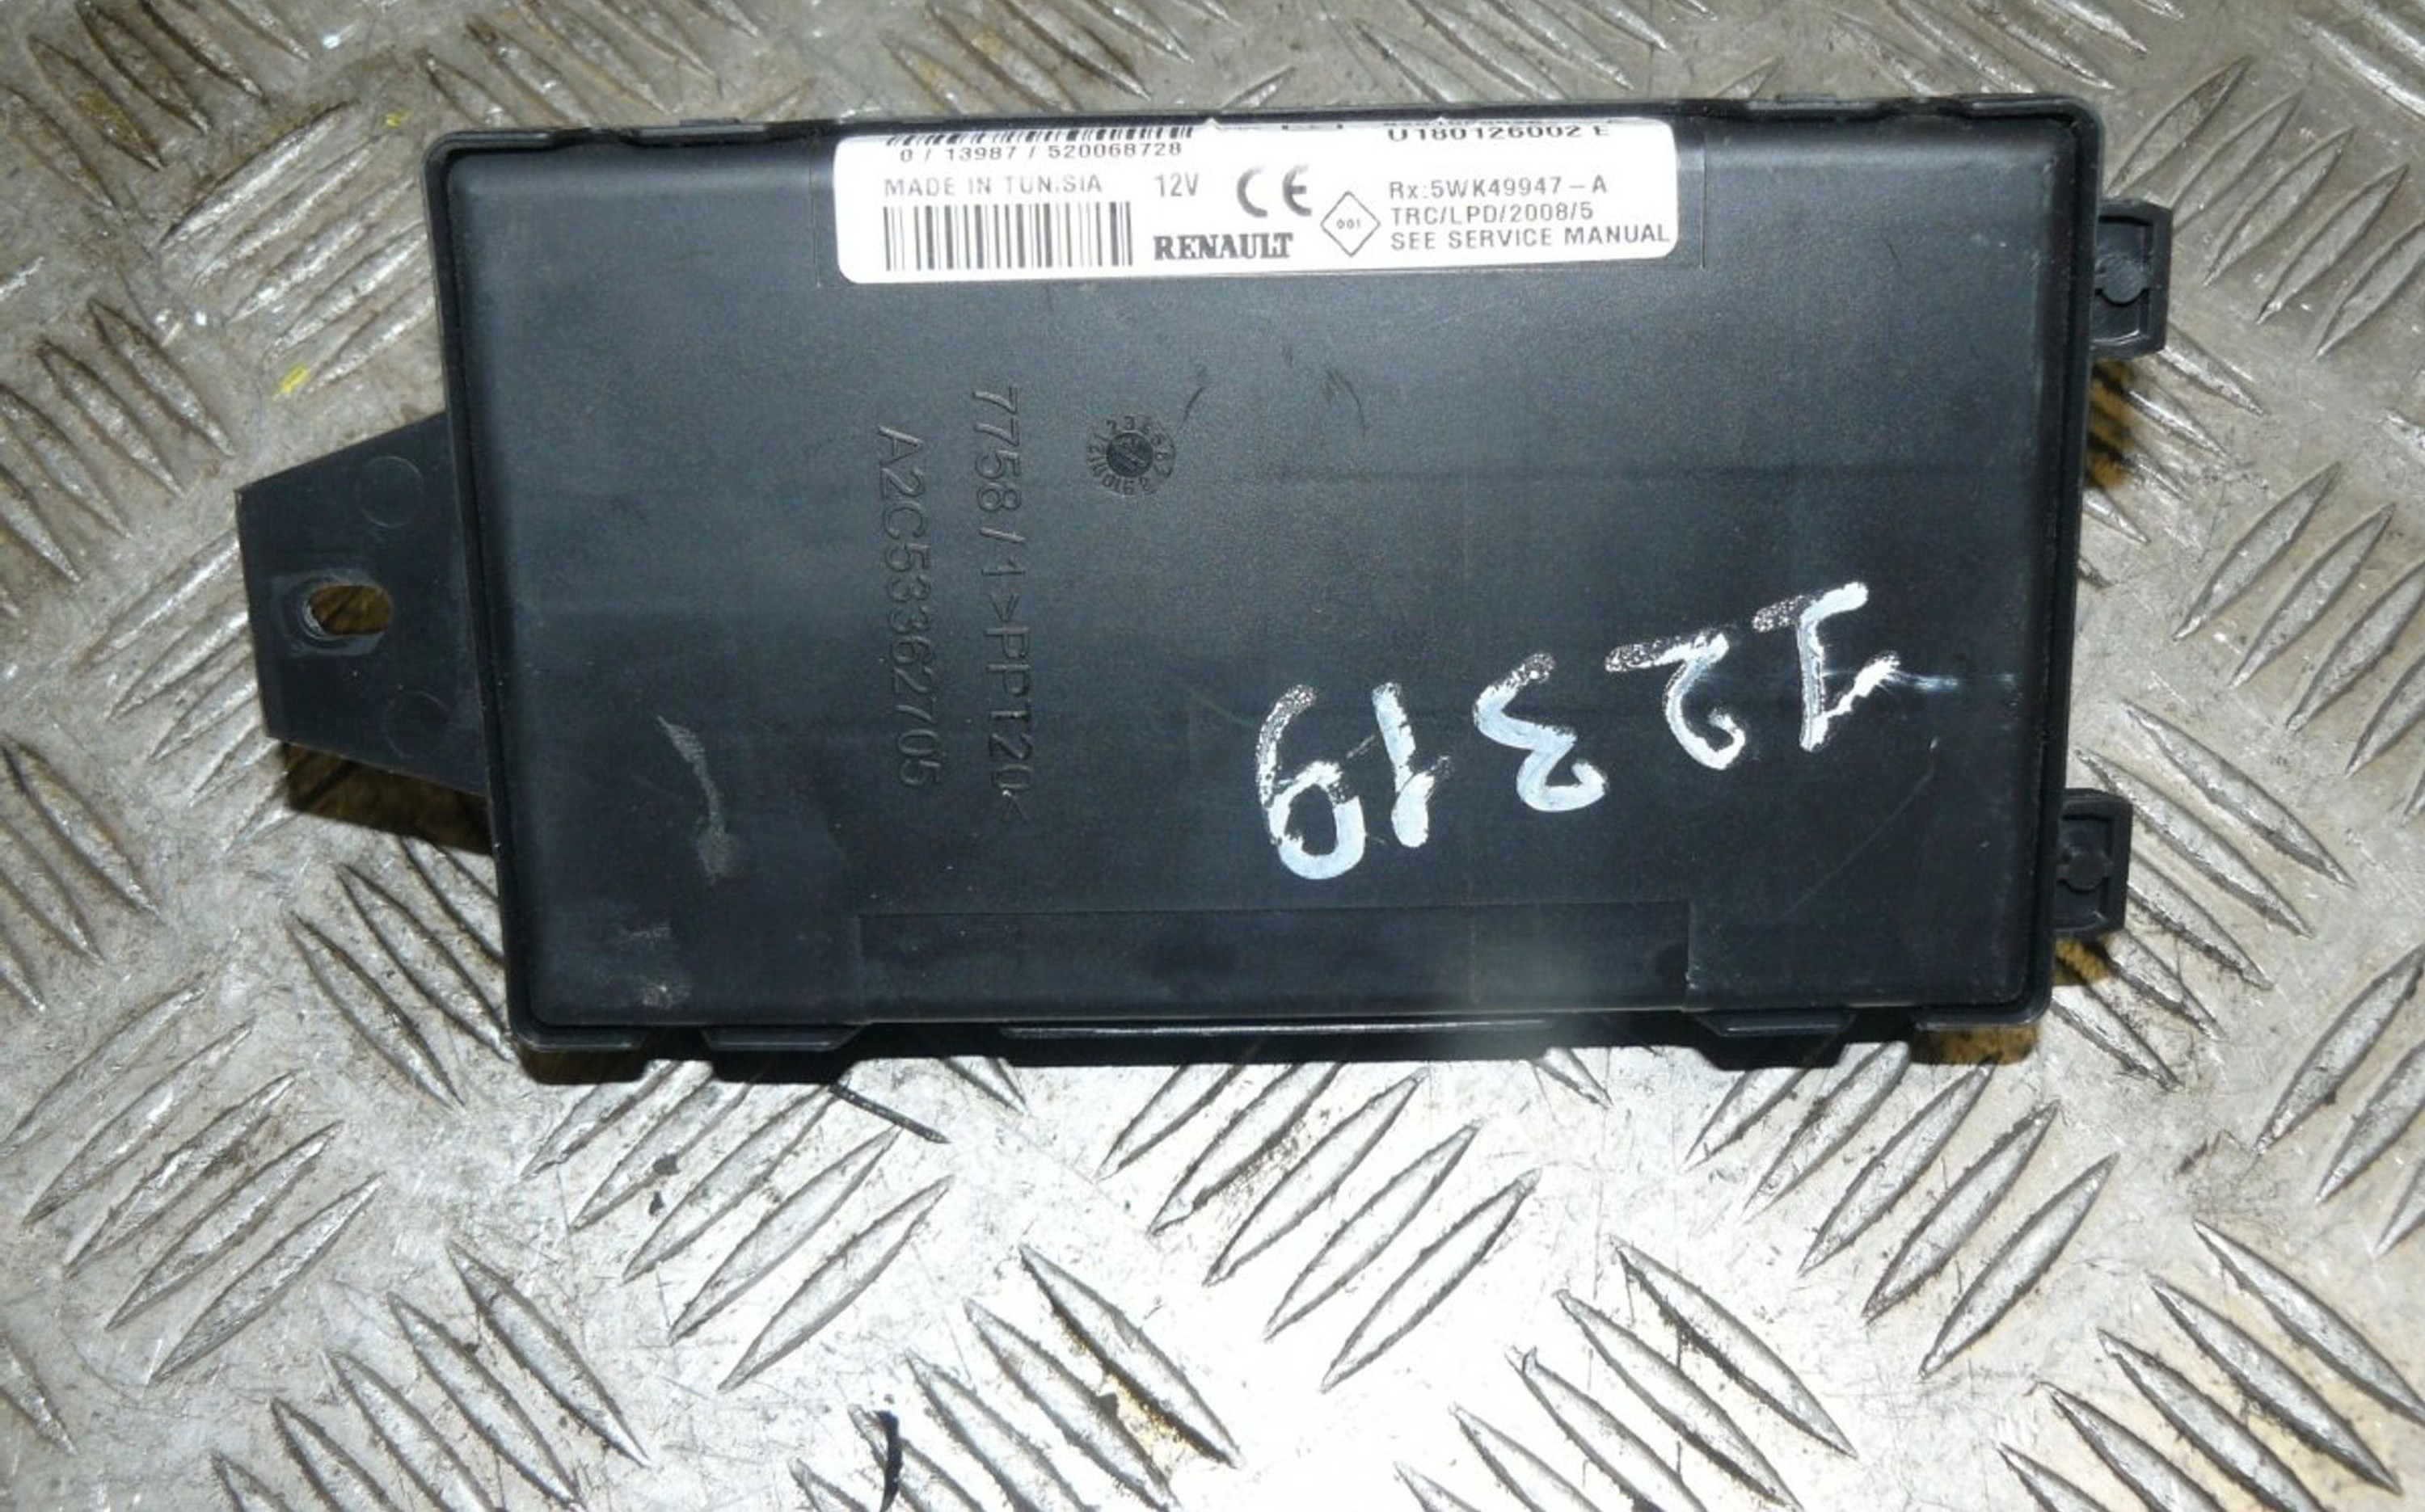 U180126002 E
0 / 13987 / 520068728
MADE IN TUNISIA 12V CE Rx:5WK49947-A
001 TRC/LPD/2008/5
RENAULT SEE SERVICE MANUAL
7758/1>PPT20<
A2C53362705
12319